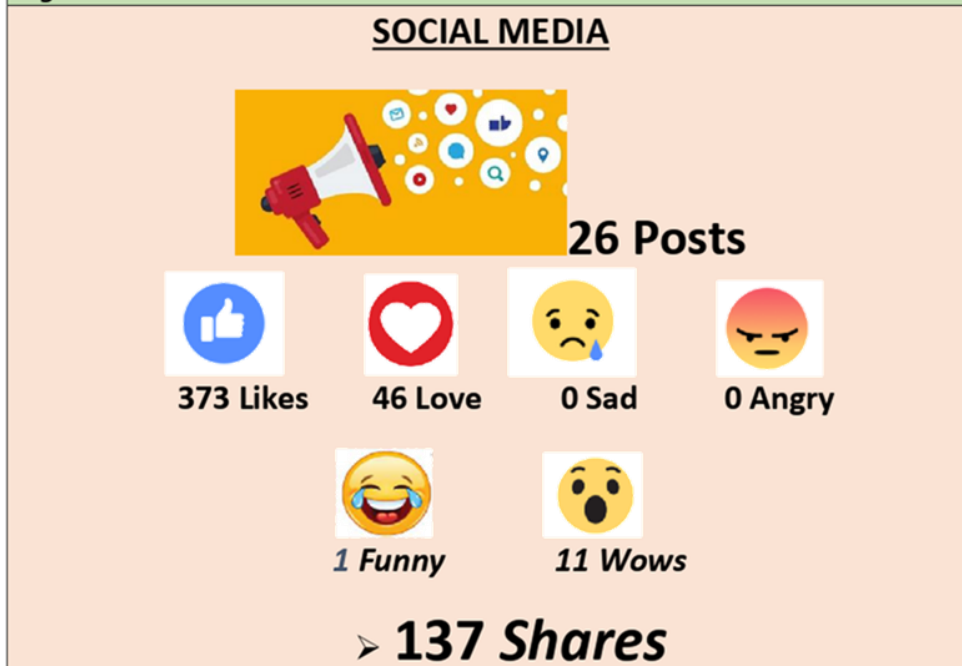 SOCIAL MEDIA
26 Posts
373 Likes 46 Love 0 Sad 0 Angry
1 Funny 11 Wows
➢ 137 Shares